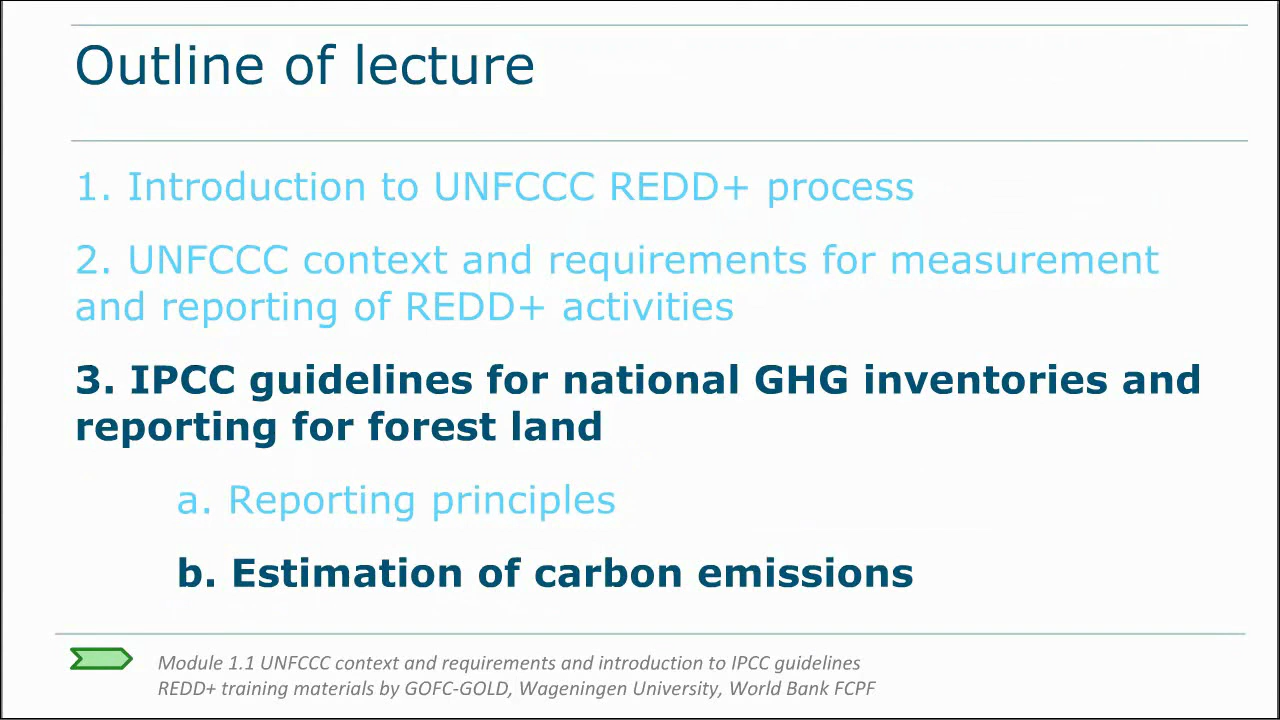 Outline of lecture
1. Introduction to UNFCCC REDD+ process
2. UNFCCC context and requirements for measurement
and reporting of REDD+ activities
3. IPCC guidelines for national GHG inventories and
reporting for forest land
a. Reporting principles
b. Estimation of carbon emissions
Module 1.1 UNFCCC context and requirements and introduction to IPCC guidelines
REDD+ training materials by GOFC-GOLD, Wageningen University, World Bank FCPF